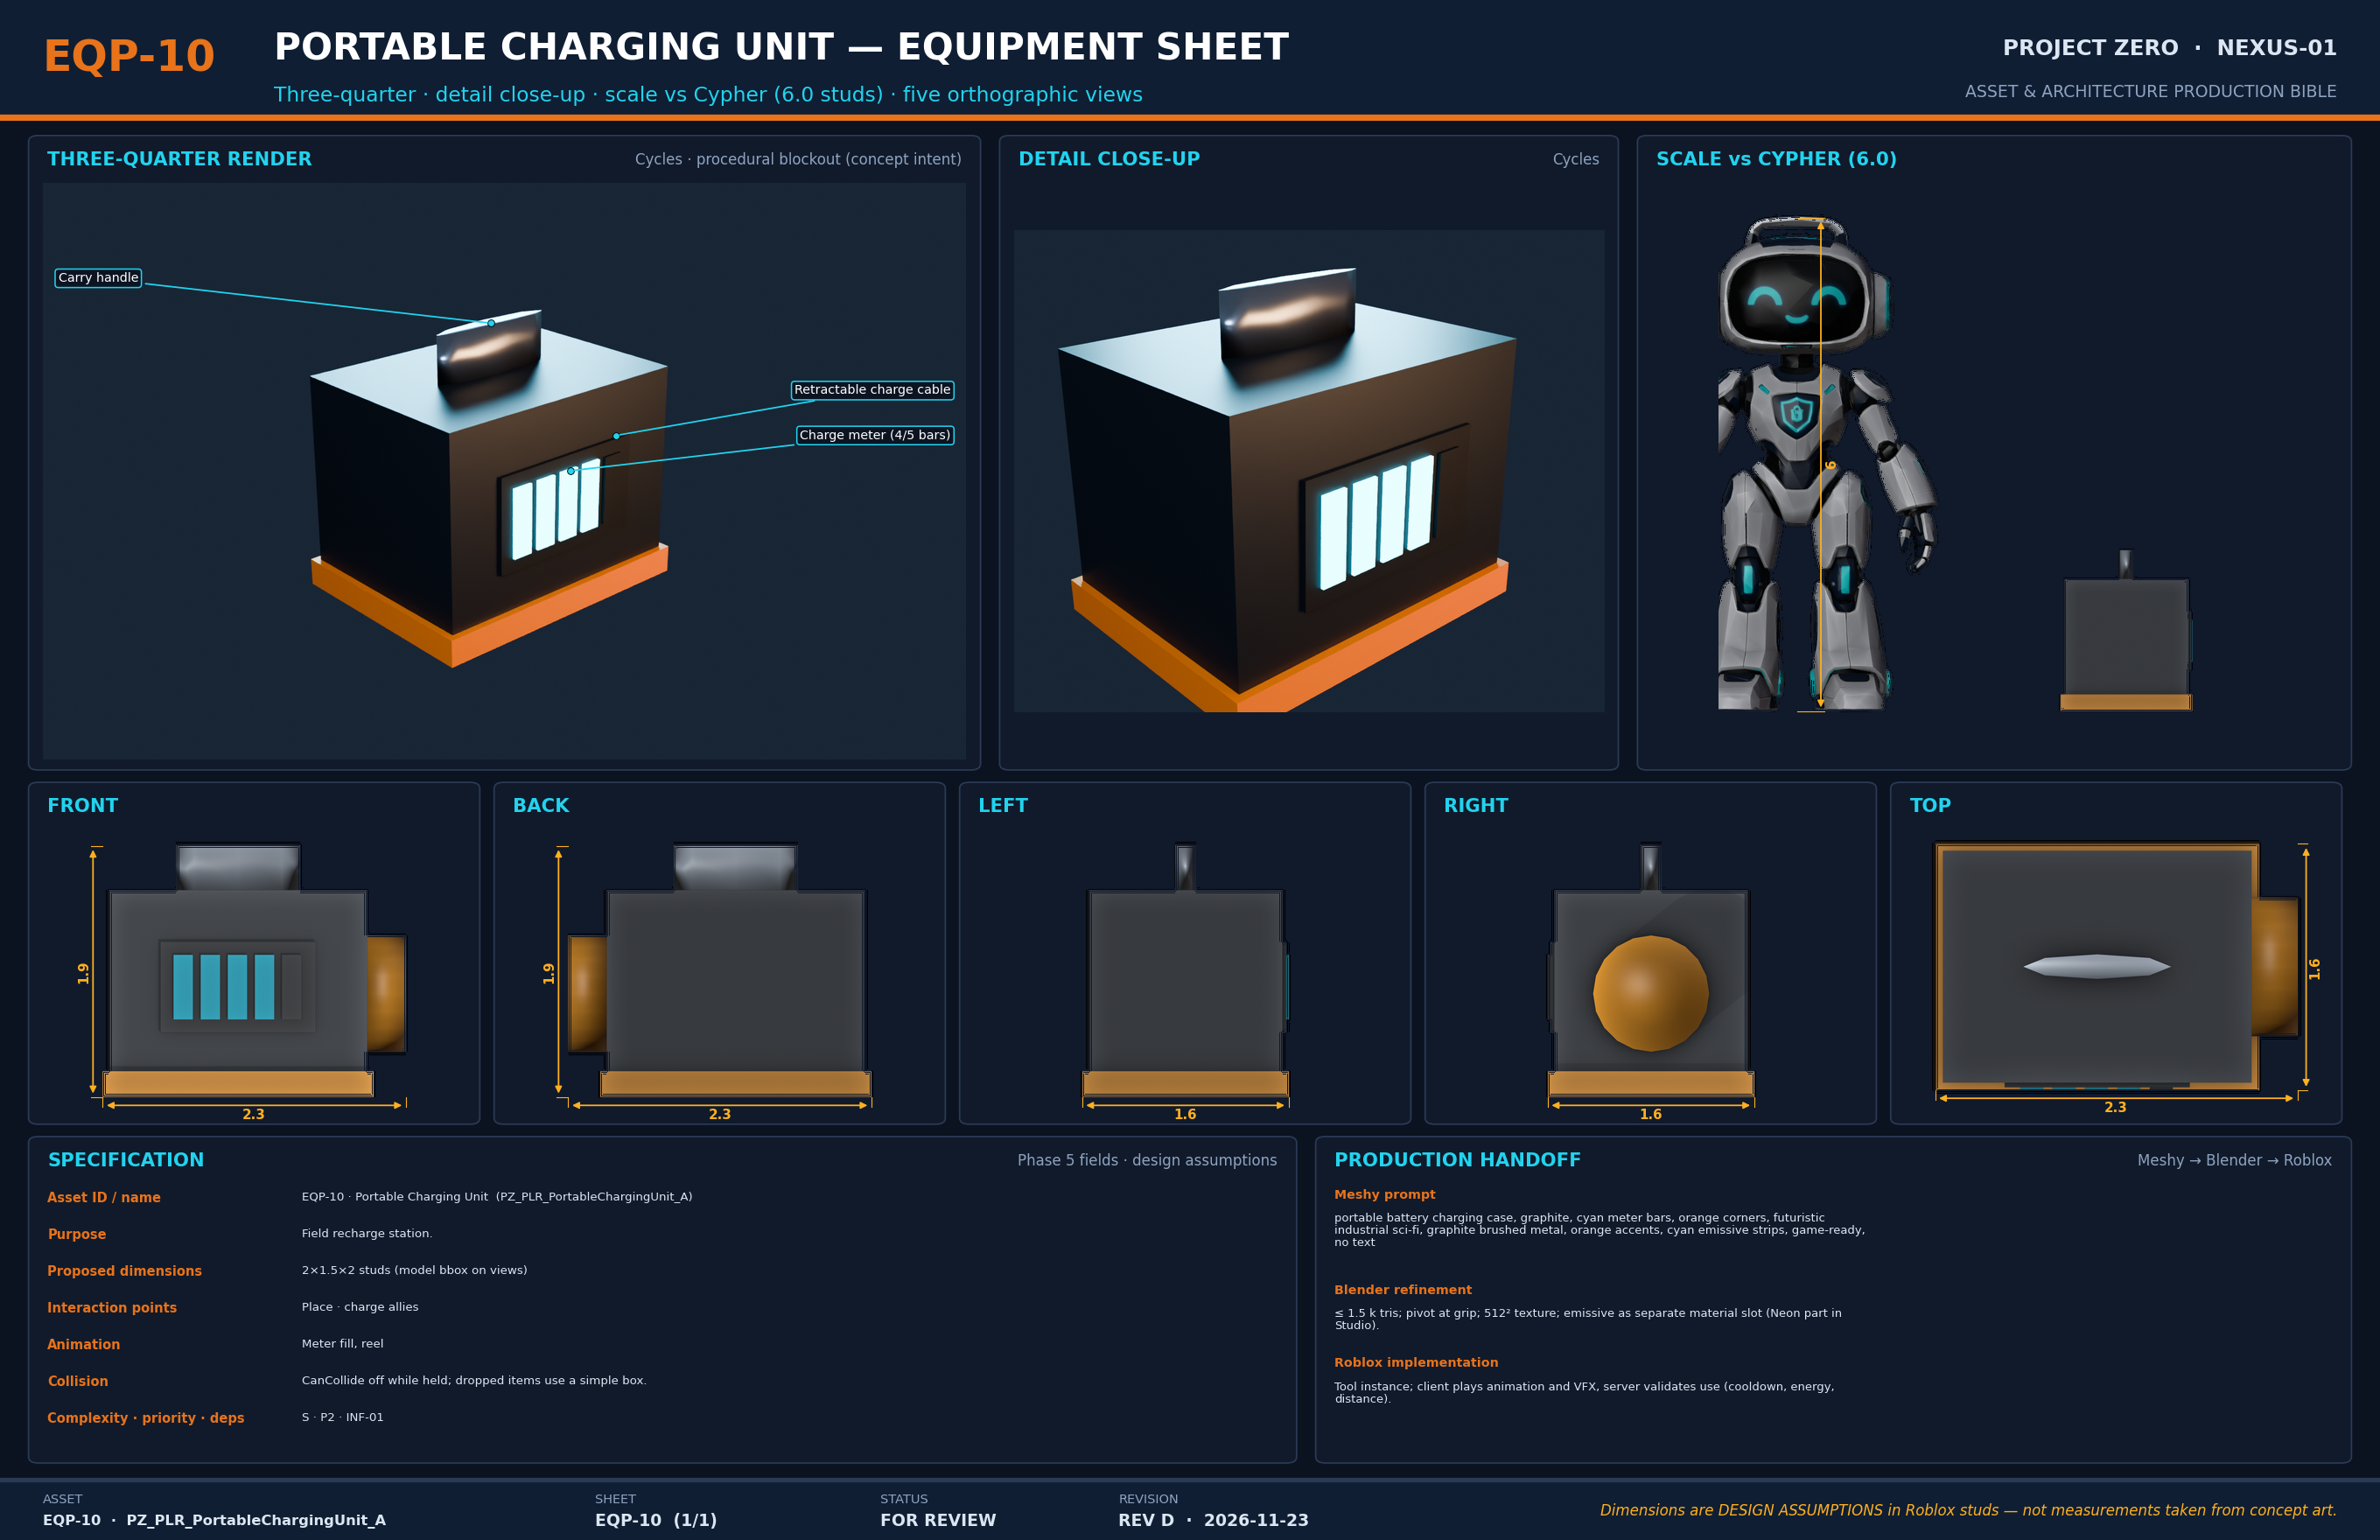 EQP-10
PORTABLE CHARGING UNIT — EQUIPMENT SHEET
Three-quarter · detail close-up · scale vs Cypher (6.0 studs) · five orthographic views
PROJECT ZERO · NEXUS-01
ASSET & ARCHITECTURE PRODUCTION BIBLE
THREE-QUARTER RENDER
Cycles · procedural blockout (concept intent)
Carry handle
Retractable charge cable
Charge meter (4/5 bars)
DETAIL CLOSE-UP
Cycles
SCALE vs CYPHER (6.0)
6
FRONT
1.9
2.3
BACK
1.9
2.3
LEFT
1.6
RIGHT
1.6
TOP
1.6
2.3
SPECIFICATION
Phase 5 fields · design assumptions
Asset ID / name
EQP-10 · Portable Charging Unit (PZ_PLR_PortableChargingUnit_A)
Purpose
Field recharge station.
Proposed dimensions
2×1.5×2 studs (model bbox on views)
Interaction points
Place · charge allies
Animation
Meter fill, reel
Collision
CanCollide off while held; dropped items use a simple box.
Complexity · priority · deps
S · P2 · INF-01
PRODUCTION HANDOFF
Meshy → Blender → Roblox
Meshy prompt
portable battery charging case, graphite, cyan meter bars, orange corners, futuristic
industrial sci-fi, graphite brushed metal, orange accents, cyan emissive strips, game-ready,
no text
Blender refinement
≤ 1.5 k tris; pivot at grip; 512² texture; emissive as separate material slot (Neon part in
Studio).
Roblox implementation
Tool instance; client plays animation and VFX, server validates use (cooldown, energy,
distance).
ASSET
EQP-10 · PZ_PLR_PortableChargingUnit_A
SHEET
EQP-10 (1/1)
STATUS
FOR REVIEW
REVISION
REV D · 2026-11-23
Dimensions are DESIGN ASSUMPTIONS in Roblox studs — not measurements taken from concept art.